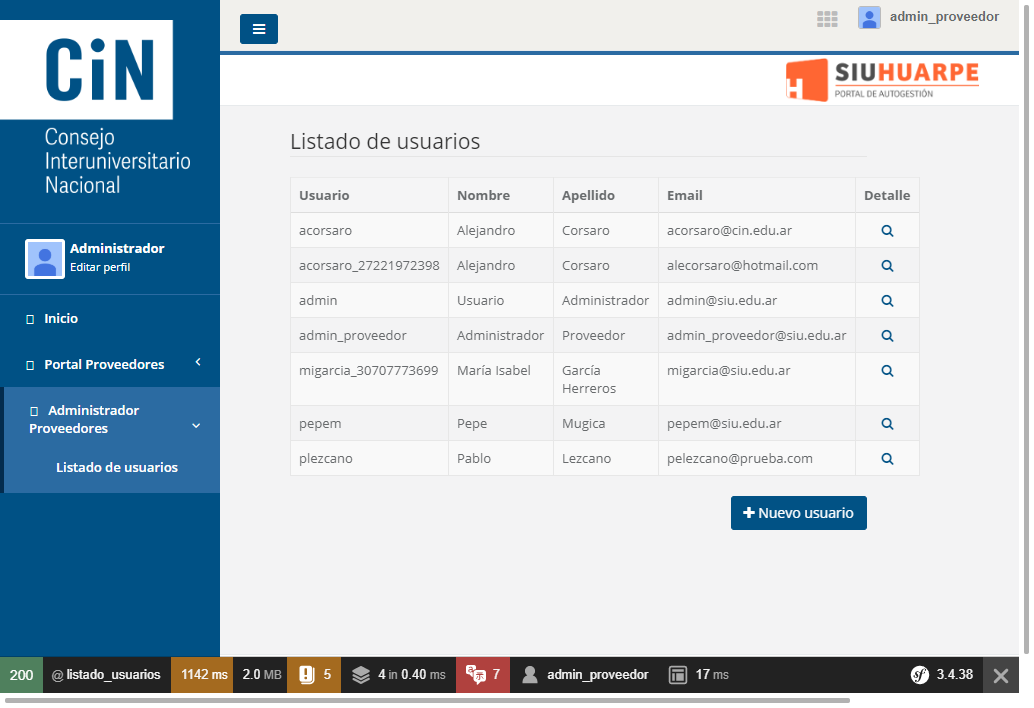 CiN
Consejo
Interuniversitario
Nacional
admin_proveedor
SIUHUARPE
PORTAL DE AUTOGESTIÓN
Administrador
Editar perfil
Inicio
Portal Proveedores
Administrador
Proveedores
Listado de usuarios
Listado de usuarios
Usuario Nombre Apellido Email Detalle
acorsaro Alejandro Corsaro acorsaro@cin.edu.ar
acorsaro_27221972398 Alejandro Corsaro alecorsaro@hotmail.com
admin Usuario Administrador admin@siu.edu.ar
admin_proveedor Administrador Proveedor admin_proveedor@siu.edu.ar
migarcia_30707773699 María Isabel García migarcia@siu.edu.ar
Herreros
pepem Pepe Mugica pepem@siu.edu.ar
plezcano Pablo Lezcano pelezcano@prueba.com
Nuevo usuario
200 @ listado_usuarios 1142 ms 2.0 MB 5 4 in 0.40 ms 7 admin_proveedor 17 ms sf 3.4.38